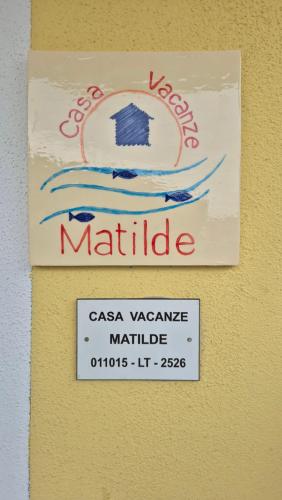 Casa Vacanze
Matilde
CASA VACANZE
MATILDE
011015 - LT - 2526